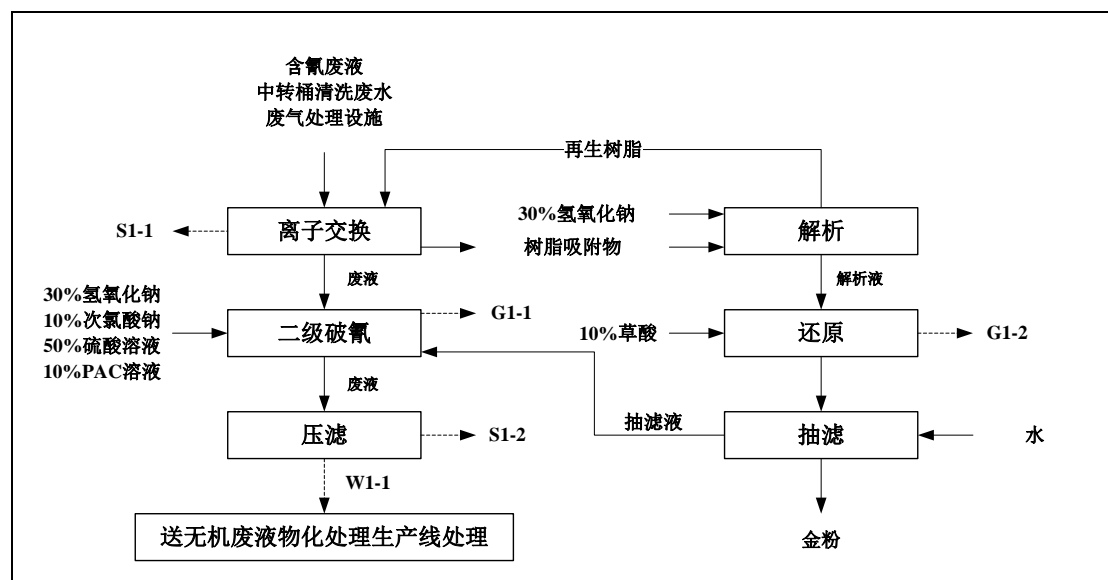 含氰废液
中转桶清洗废水
废气处理设施
再生树脂
30%氢氧化钠
S1-1
离子交换
解析
树脂吸附物
废液
解析液
30%氢氧化钠
10%次氯酸钠
50%硫酸溶液
10%PAC溶液
二级破氰
G1-1
10%草酸
还原
G1-2
废液
抽滤液
压滤
S1-2
抽滤
水
W1-1
送无机废液物化处理生产线处理
金粉